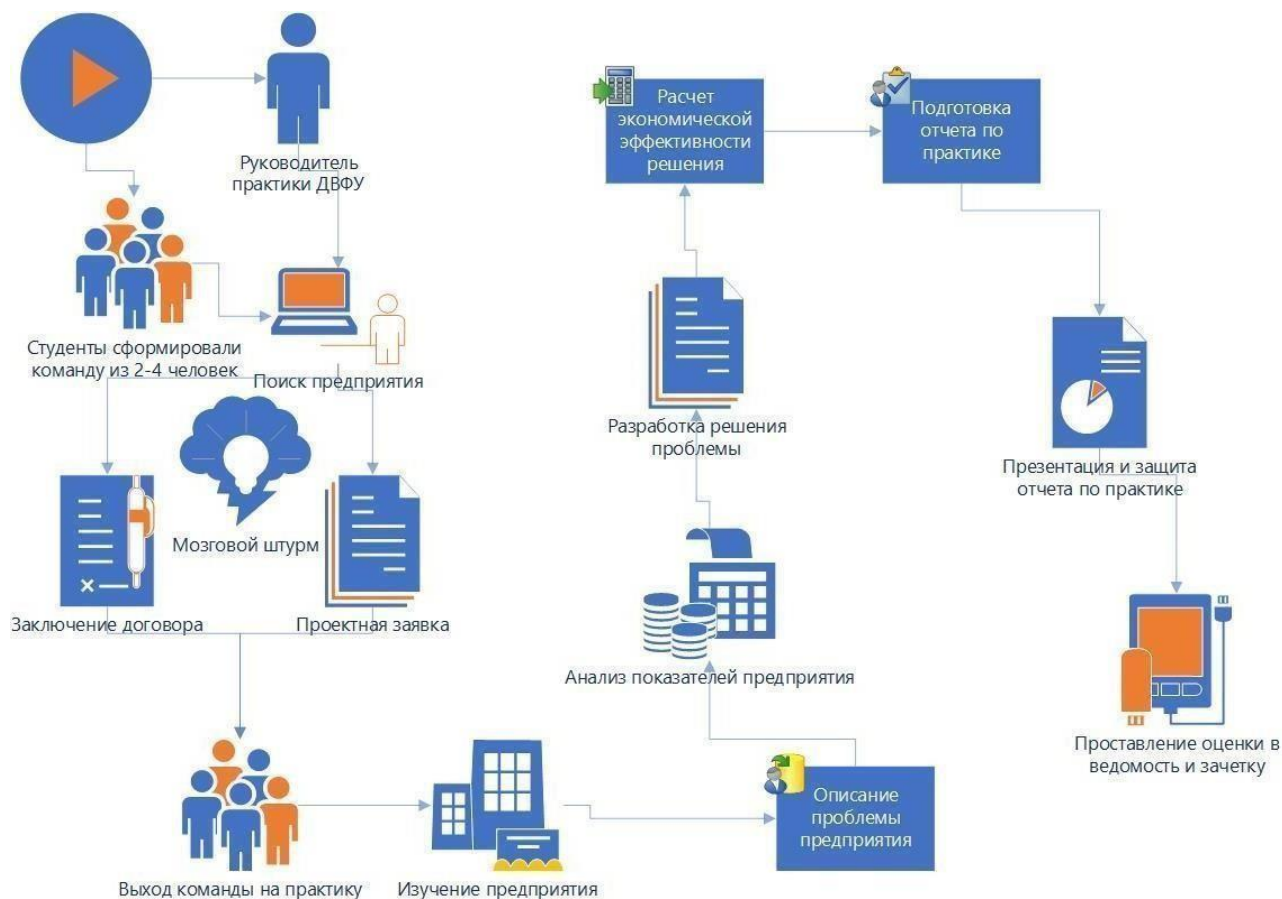 Руководитель
практики ДВФУ
Студенты сформировали
команду из 2-4 человек
Поиск предприятия
Мозговой штурм
Заключение договора
Проектная заявка
Выход команды на практику
Изучение предприятия
Описание
проблемы
предприятия
Анализ показателей предприятия
Разработка решения
проблемы
Расчет
экономической
эффективности
решения
Подготовка
отчета по
практике
Презентация и защита
отчета по практике
Проставление оценки в
ведомость и зачетку